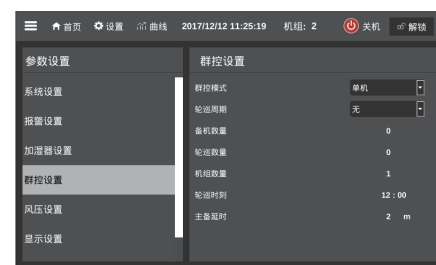 首页 设置 曲线 2017/12/12 11:25:19 机组: 2 关机 解锁
参数设置
系统设置
报警设置
加湿器设置
群控设置
风压设置
显示设置
群控设置
群控模式 单机
轮巡周期 无
备机数量 0
轮巡数量 0
机组数量 1
轮巡时刻 12 : 00
主备延时 2 m